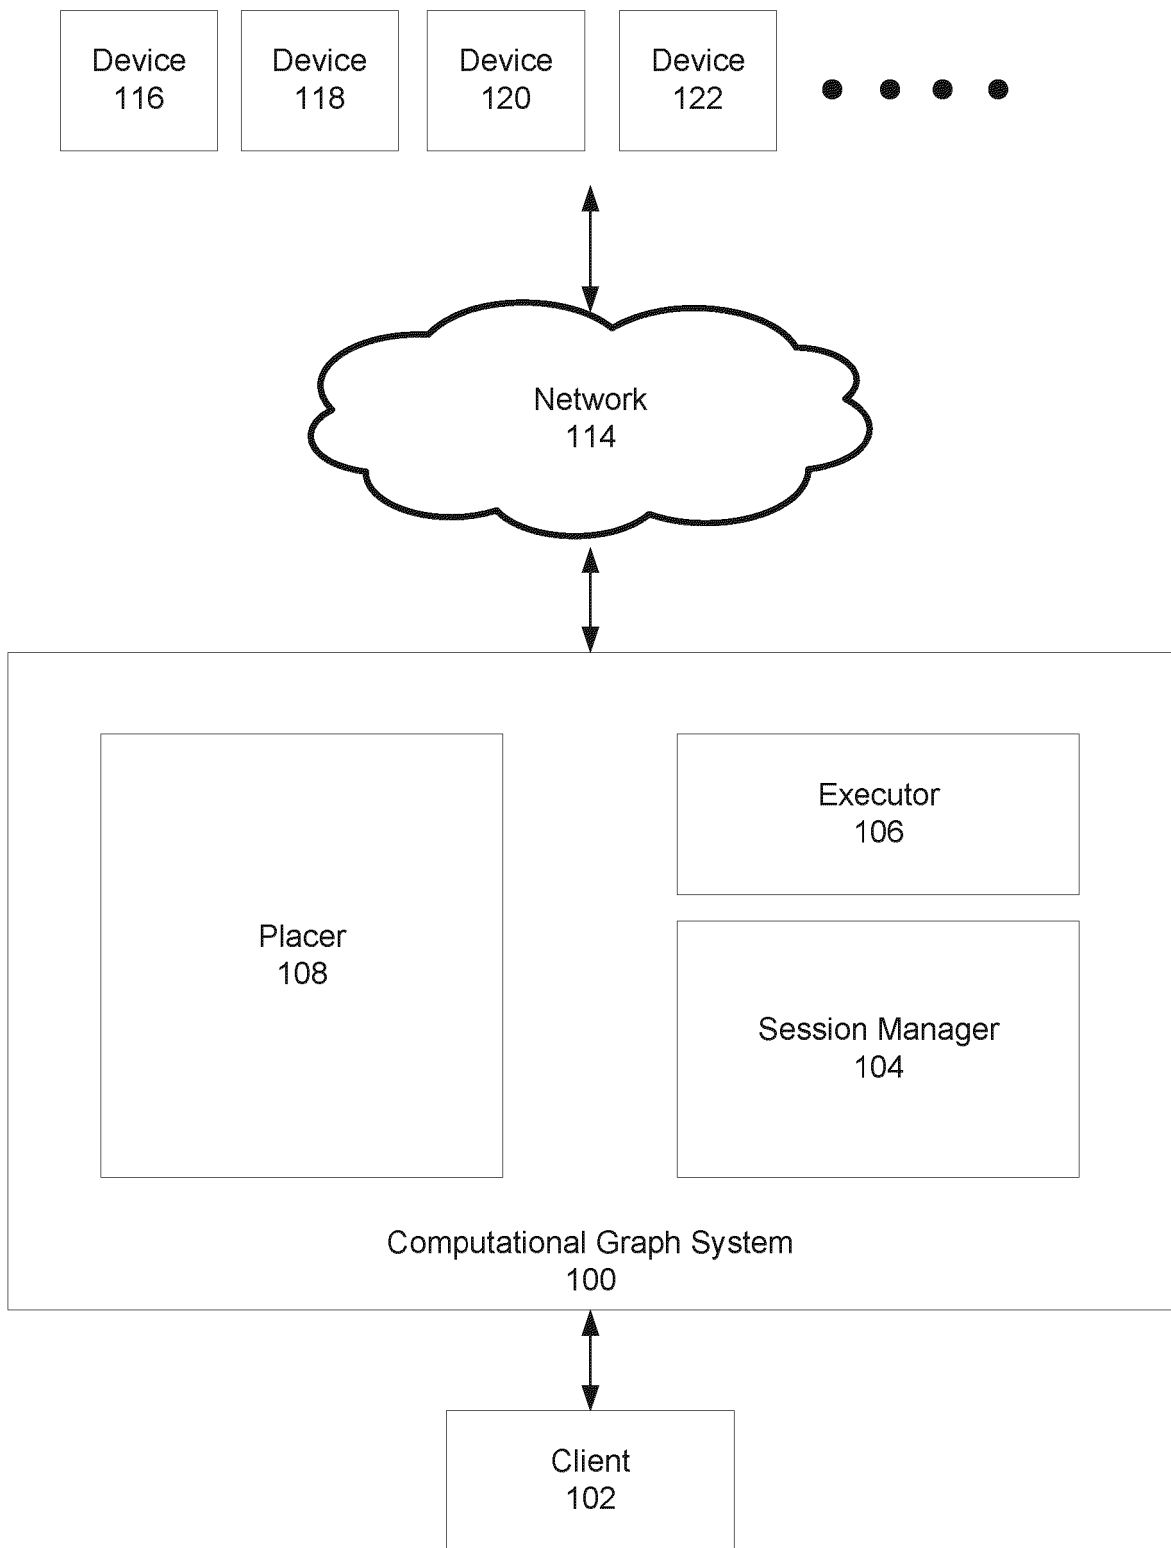 Device
116
Device
118
Device
120
Device
122
Network
114
Placer
108
Executor
106
Session Manager
104
Computational Graph System
100
Client
102